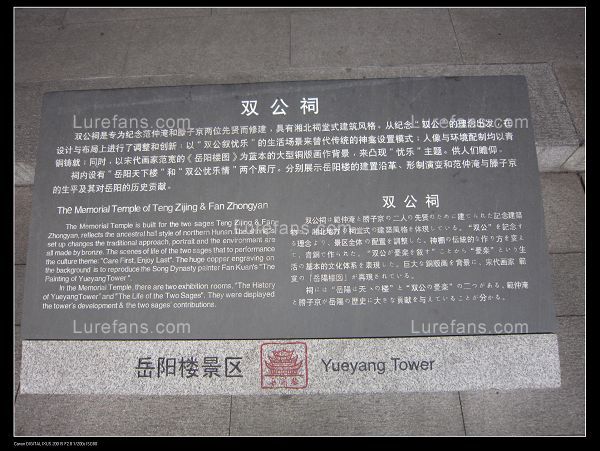 双公祠
双公祠是专为纪念范仲淹和滕子京两位先贤而修建，具有湘北祠堂式建筑风格。从纪念“双公”的理念出发，在
设计与布局上进行了调整和创新：以“双公叙忧乐”的生活场景来替代传统的神龛设置模式；人像与环境配制均以青
铜铸就；同时，以宋代画家范宽的《岳阳楼图》为蓝本的大型铜版画作背景，来凸现“忧乐”主题。供人们瞻仰。
祠内设有“岳阳天下楼”和“双公忧乐情”两个展厅。分别展示岳阳楼的建置沿革、形制演变和范仲淹与滕子京
的生平及其对岳阳的历史贡献。
The Memorial Temple of Teng Zijing & Fan Zhongyan
The Memorial Temple is built for the two sages Teng Zijing & Fan
Zhongyan, reflects the ancestral hall style of northern Hunan. The inner
set up changes the traditional approach, portrait and the environment are
all made by bronze. The scenes of life of the two sages that to performance
the culture theme: "Care First, Enjoy Last". The huge copper engraving on
the background is to reproduce the Song Dynasty painter Fan Kuan's "The
Painting of Yueyang Tower".
In the Memorial Temple, there are two exhibition rooms, "The History
of Yueyang Tower" and "The Life of the Two Sages". They were displayed
the tower's development & the two sages' contributions.
双公祠
双公祠は範仲淹と滕子京の二人の先賢のために建てられた記念建築
で、湘北地方の祠堂式の建築風格を体現している。“双公”を記念す
る理念より、景区全体の配置を調整した。神棚の伝統的な作り方を変え
て、青銅で作られた。“双公が憂楽を叙す”ことから、“憂楽”という生
活の基本的文化体系を表現した。巨大な銅版画を背景に、宋代画家 範
寛の『岳陽楼図』が再現されている。
祠には“岳陽は天下の楼”と“双公の憂楽”の二つがある。範仲淹
と滕子京が岳陽の歴史に大きな貢献を与えていることが分かる。
岳阳楼景区
Yueyang Tower
Lurefans.com
Lurefans.com
Lurefans.com
Lurefans.com
Lurefans.com
Lurefans.com